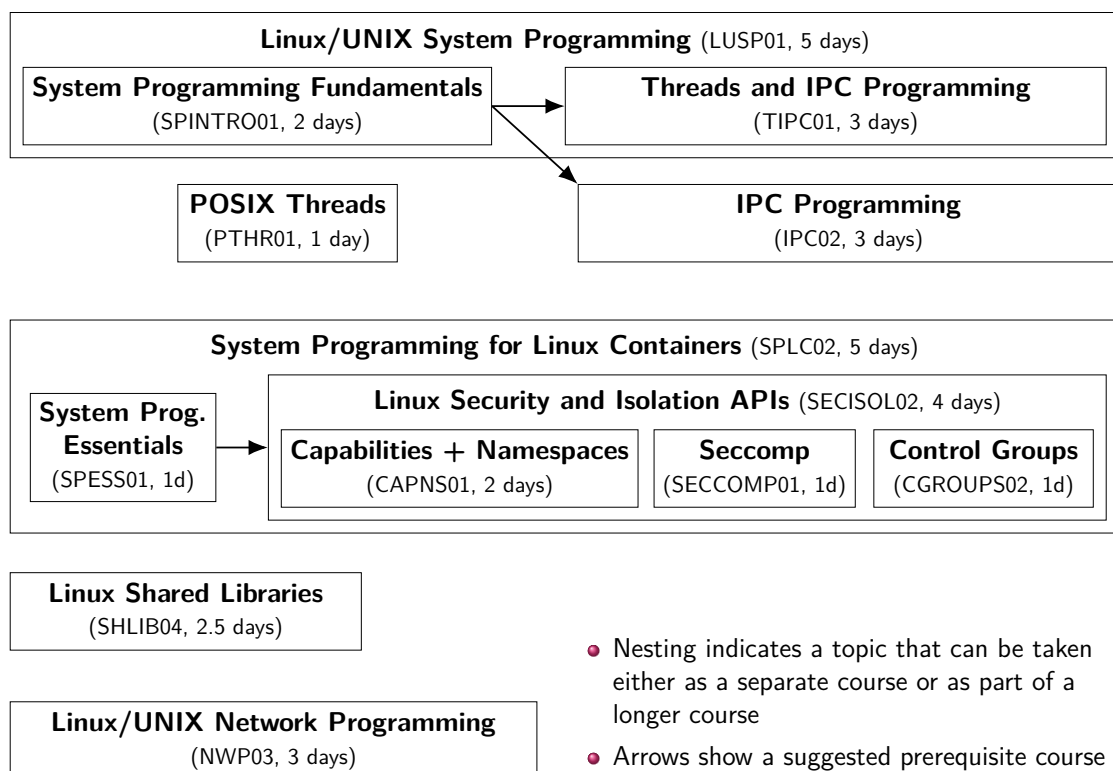 Linux/UNIX System Programming (LUSP01, 5 days)
System Programming Fundamentals
(SPINTRO01, 2 days)
Threads and IPC Programming
(TIPC01, 3 days)
POSIX Threads
(PTHR01, 1 day)
IPC Programming
(IPC02, 3 days)
System Programming for Linux Containers (SPLC02, 5 days)
System Prog.
Essentials
(SPESS01, 1d)
Linux Security and Isolation APIs (SECISOL02, 4 days)
Capabilities + Namespaces
(CAPNS01, 2 days)
Seccomp
(SECCOMP01, 1d)
Control Groups
(CGROUPS02, 1d)
Linux Shared Libraries
(SHLIB04, 2.5 days)
Linux/UNIX Network Programming
(NWP03, 3 days)
Nesting indicates a topic that can be taken
either as a separate course or as part of a
longer course
Arrows show a suggested prerequisite course